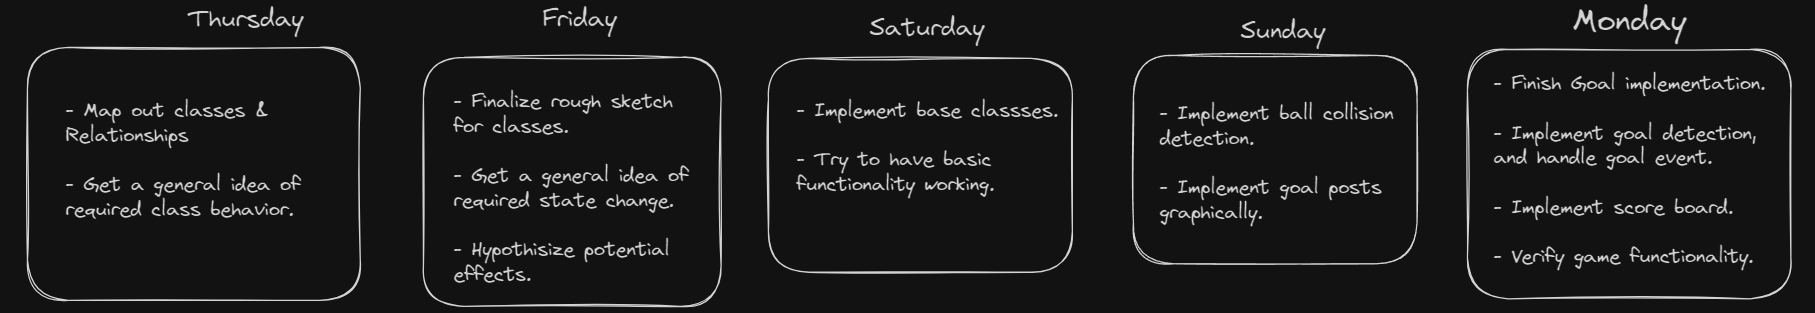 Thursday
- Map out classes &
Relationships
- Get a general idea of
required class behavior.
Friday
- Finalize rough sketch
for classes.
- Get a general idea of
required state change.
- Hypothisize potential
effects.
Saturday
- Implement base classses.
- Try to have basic
functionality working.
Sunday
- Implement ball collision
detection.
- Implement goal posts
graphically.
Monday
- Finish Goal implementation.
- Implement goal detection,
and handle goal event.
- Implement score board.
- Verify game functionality.